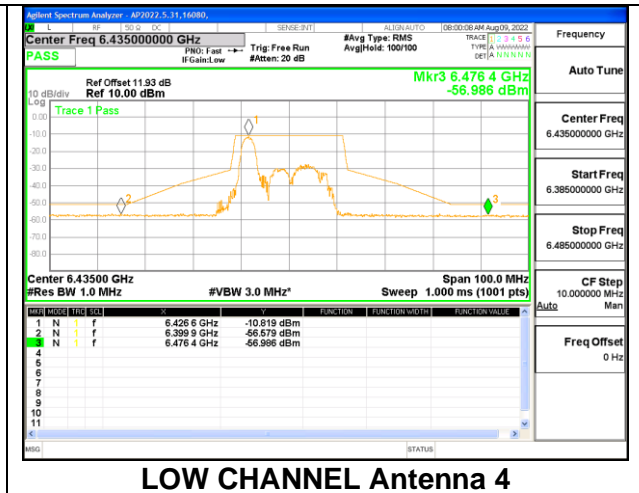 Agilent Spectrum Analyzer - AP2022.5.31,16080,
L RF 50 Ω DC SENSE:INT ALIGNAUTO 08:00:08 AM Aug 09, 2022
Center Freq 6.435000000 GHz #Avg Type: RMS TRACE 1 2 3 4 5 6
PNO: Fast Trig: Free Run Avg|Hold: 100/100 TYPE A WWWWW
PASS IFGain:Low #Atten: 20 dB DET A N N N N N
Mkr3 6.476 4 GHz
Ref Offset 11.93 dB
10 dB/div Ref 10.00 dBm -56.986 dBm
Log
Trace 1 Pass
0.00
-10.0
-20.0
-30.0
-40.0
-50.0
-60.0
-70.0
-80.0
1
2
3
Center 6.43500 GHz Span 100.0 MHz
#Res BW 1.0 MHz #VBW 3.0 MHz* Sweep 1.000 ms (1001 pts)
MKR MODE TRC SCL X Y FUNCTION FUNCTION WIDTH FUNCTION VALUE
1 N 1 f 6.426 6 GHz -10.819 dBm
2 N 1 f 6.399 9 GHz -56.579 dBm
3 N 1 f 6.476 4 GHz -56.986 dBm
4
5
6
7
8
9
10
11
MSG STATUS
Frequency
Auto Tune
Center Freq
6.435000000 GHz
Start Freq
6.385000000 GHz
Stop Freq
6.485000000 GHz
CF Step
10.000000 MHz
Auto Man
Freq Offset
0 Hz
LOW CHANNEL Antenna 4